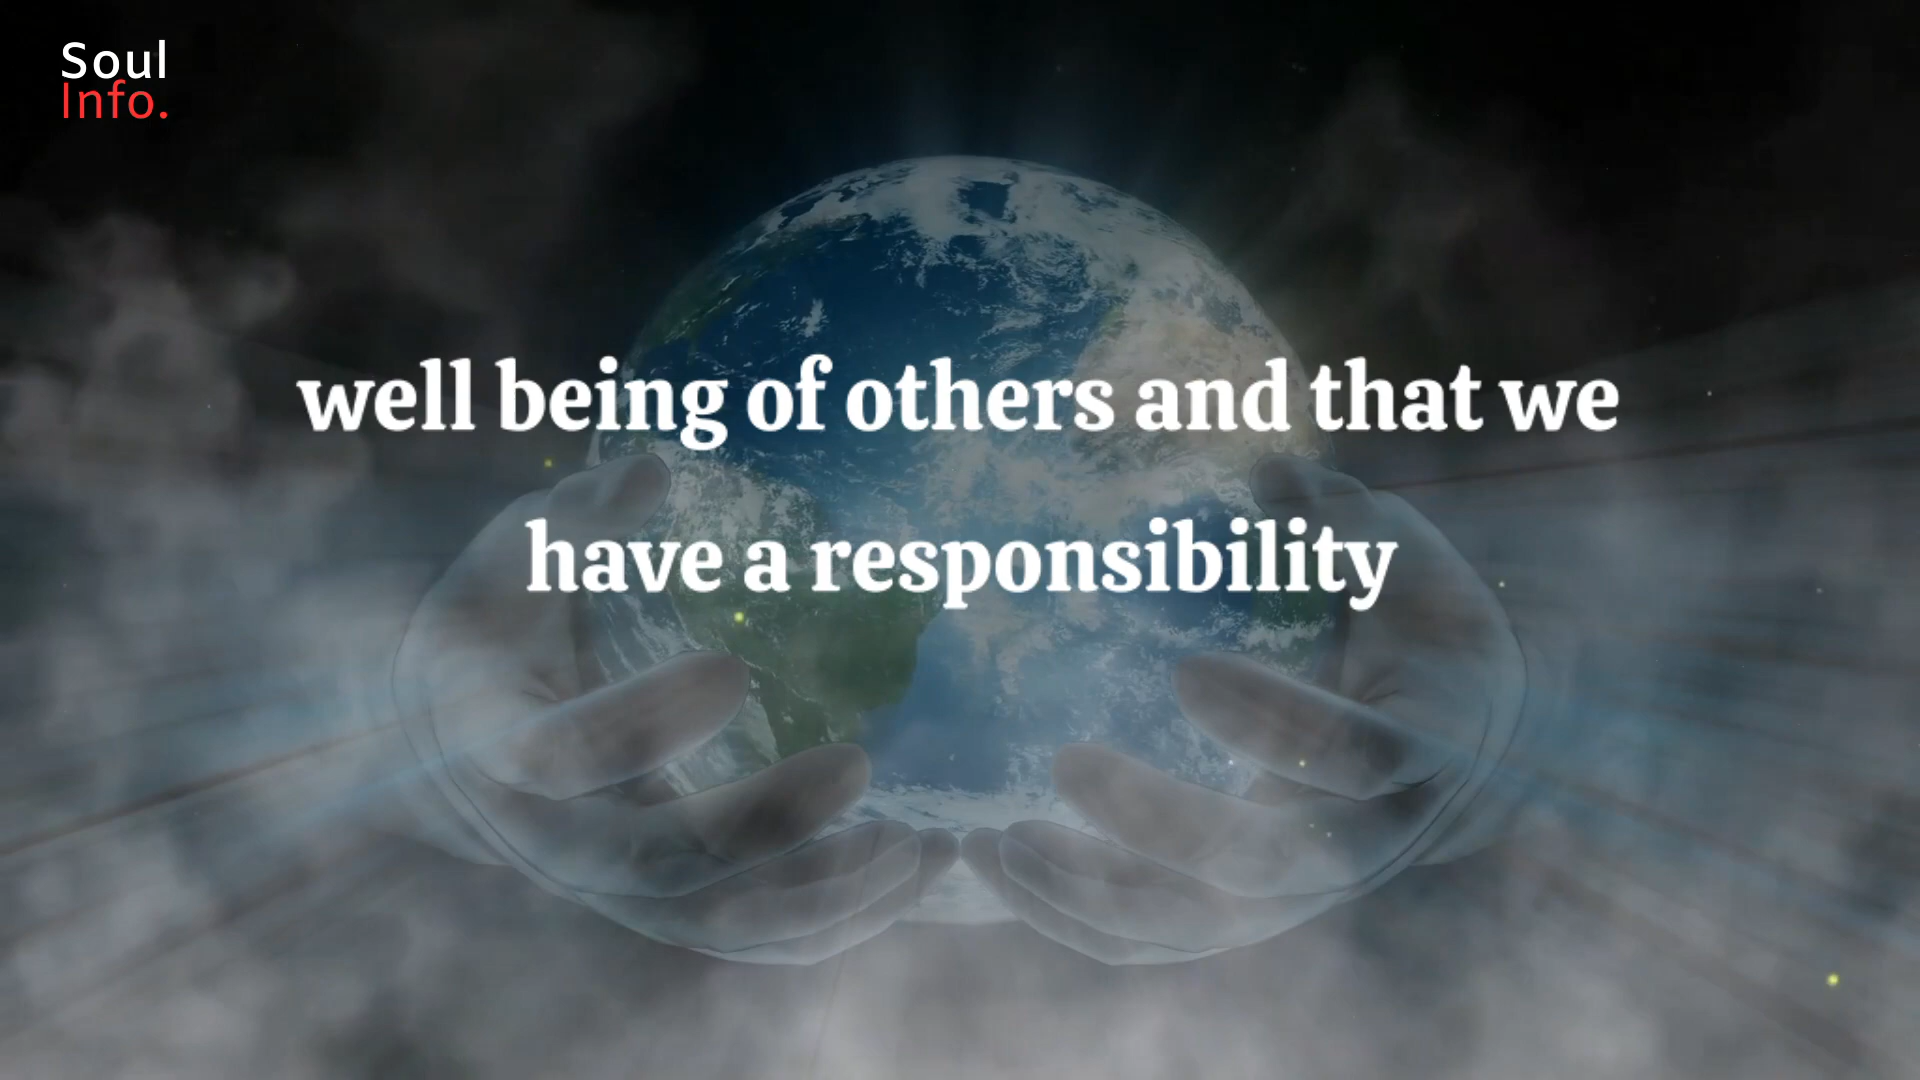 Soul
Info.
well being of others and that we
have a responsibility